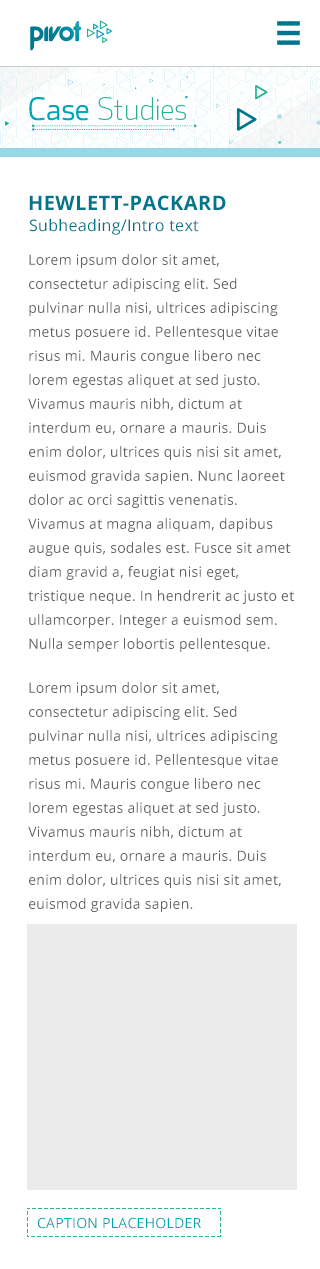 pivot
Case Studies
HEWLETT-PACKARD
Subheading/Intro text
Lorem ipsum dolor sit amet,
consectetur adipiscing elit. Sed
pulvinar nulla nisi, ultrices adipiscing
metus posuere id. Pellentesque vitae
risus mi. Mauris congue libero nec
lorem egestas aliquet at sed justo.
Vivamus mauris nibh, dictum at
interdum eu, ornare a mauris. Duis
enim dolor, ultrices quis nisi sit amet,
euismod gravida sapien. Nunc laoreet
dolor ac orci sagittis venenatis.
Vivamus at magna aliquam, dapibus
augue quis, sodales est. Fusce sit amet
diam gravid a, feugiat nisi eget,
tristique neque. In hendrerit ac justo et
ullamcorper. Integer a euismod sem.
Nulla semper lobortis pellentesque.
Lorem ipsum dolor sit amet,
consectetur adipiscing elit. Sed
pulvinar nulla nisi, ultrices adipiscing
metus posuere id. Pellentesque vitae
risus mi. Mauris congue libero nec
lorem egestas aliquet at sed justo.
Vivamus mauris nibh, dictum at
interdum eu, ornare a mauris. Duis
enim dolor, ultrices quis nisi sit amet,
euismod gravida sapien.
CAPTION PLACEHOLDER